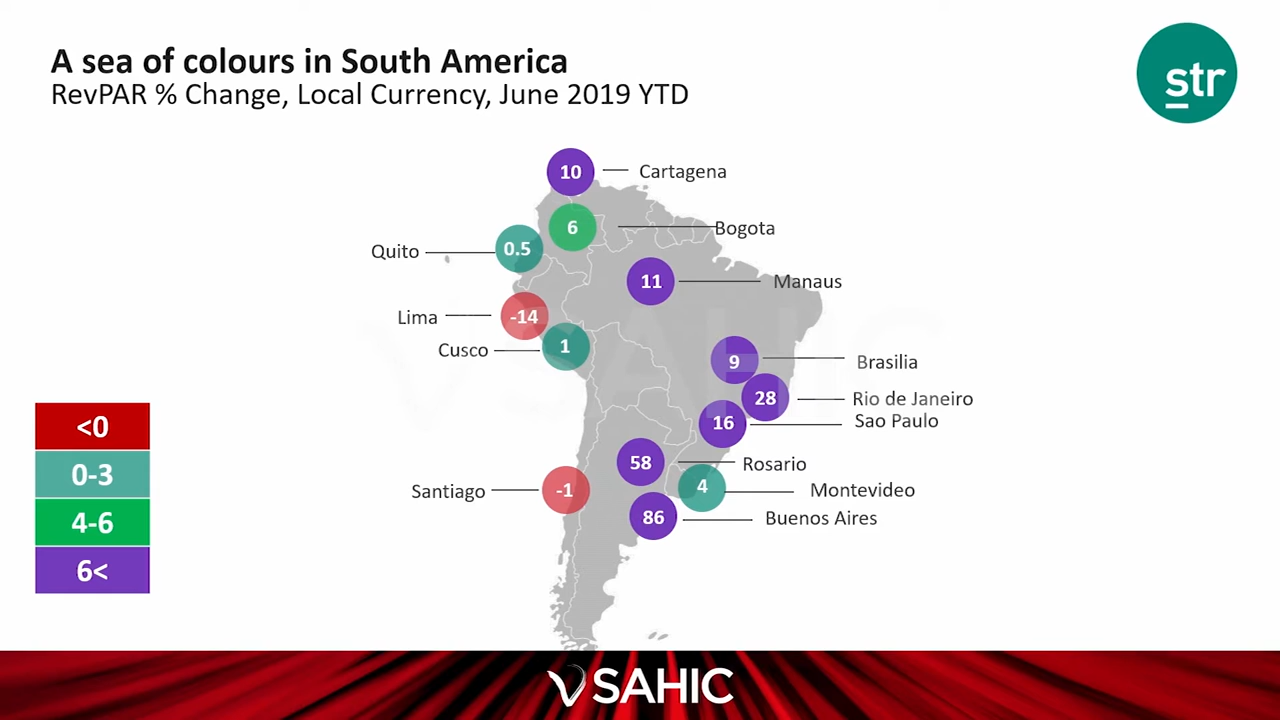 A sea of colours in South America
RevPAR % Change, Local Currency, June 2019 YTD
str
10 Cartagena
6 Bogota
Quito 0.5
11 Manaus
Lima -14
Cusco 1
9 Brasilia
28 Rio de Janeiro
16 Sao Paulo
58 Rosario
Santiago -1
4 Montevideo
86 Buenos Aires
<0
0-3
4-6
6<
SAHIC
SAHIC